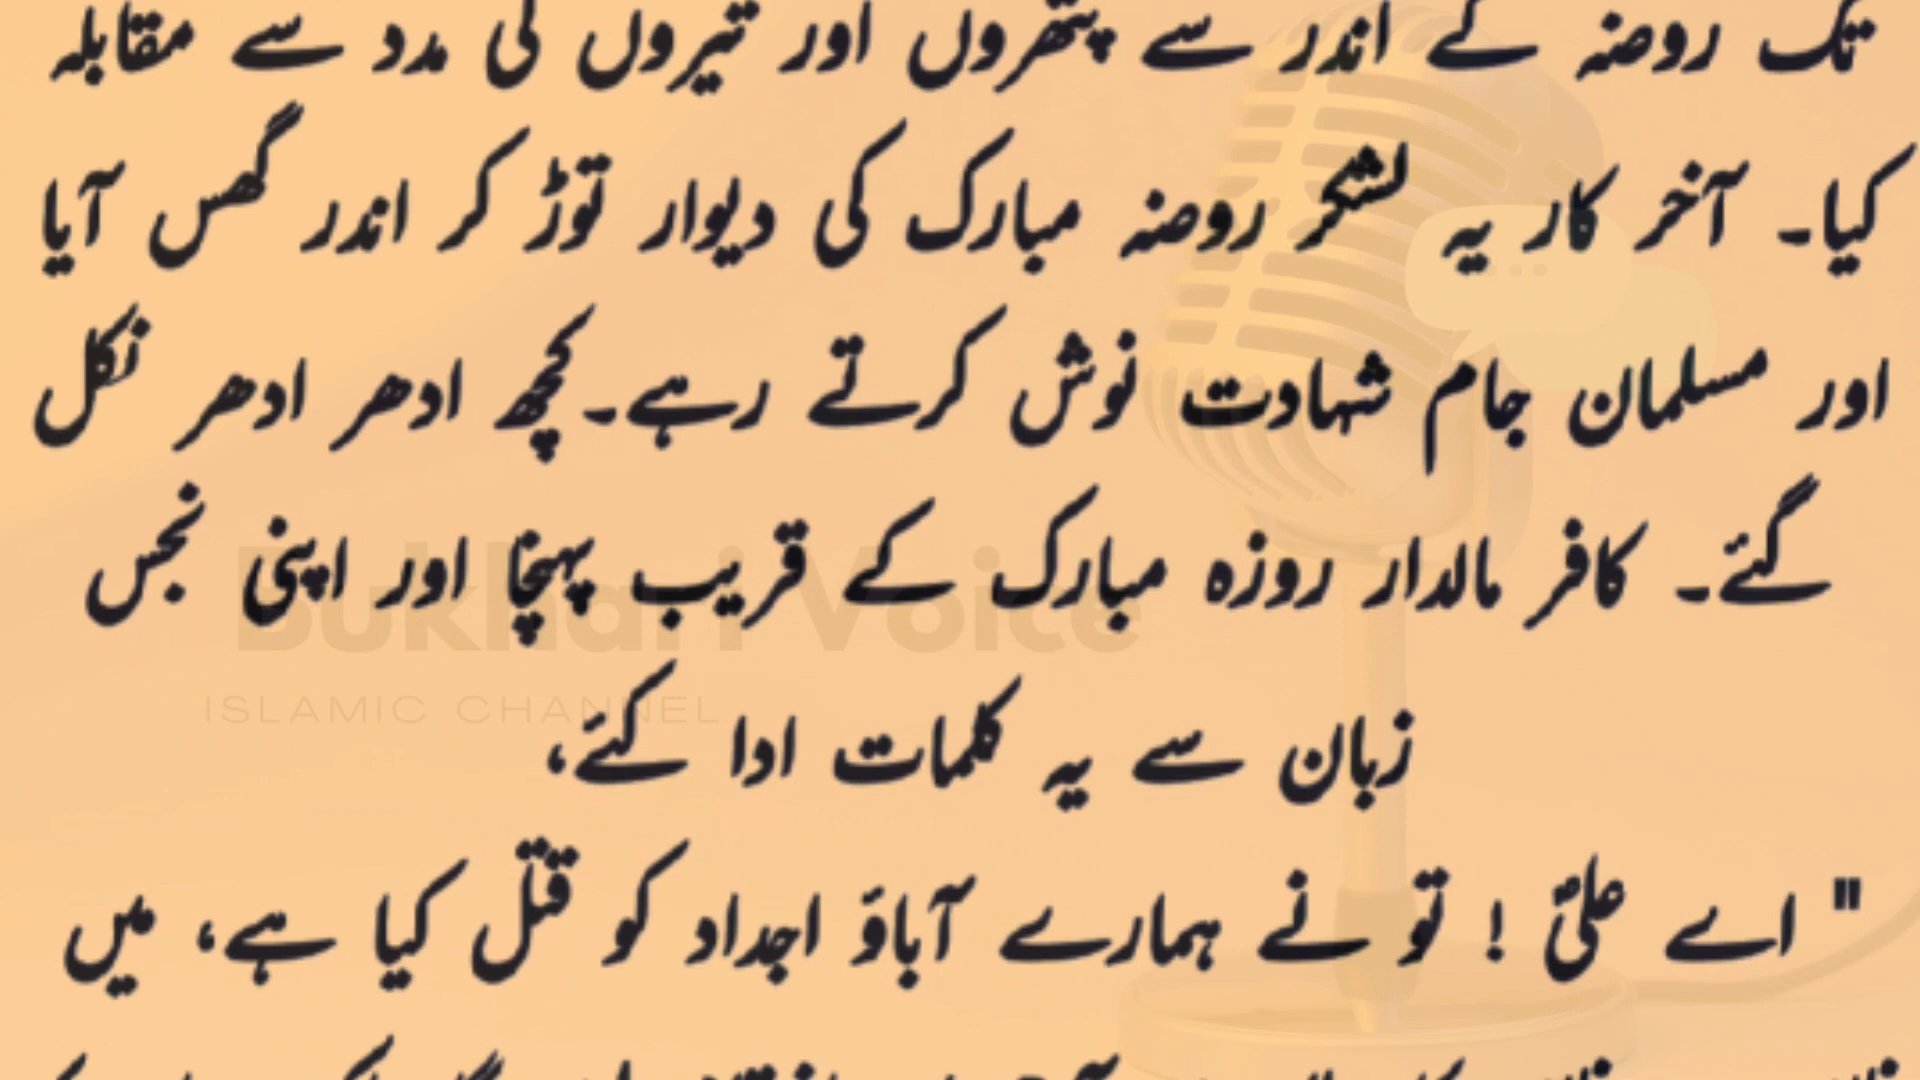 تک روضہ کے اندر سے پتھروں اور تیروں کی مدد سے مقابلہ
کیا۔ آخر کار یہ لشکر روضہ مبارک کی دیوار توڑ کر اندر گھس آیا
اور مسلمان جام شہادت نوش کرتے رہے۔ کچھ ادھر ادھر نکل
گئے۔ کافر مالدار روزہ مبارک کے قریب پہنچا اور اپنی نجس
Bukhari Voice
زبان سے یہ کلمات ادا کئے،
ISLAMIC CHANNEL
" اے علیؑ ! تو نے ہمارے آباؤ اجداد کو قتل کیا ہے، میں